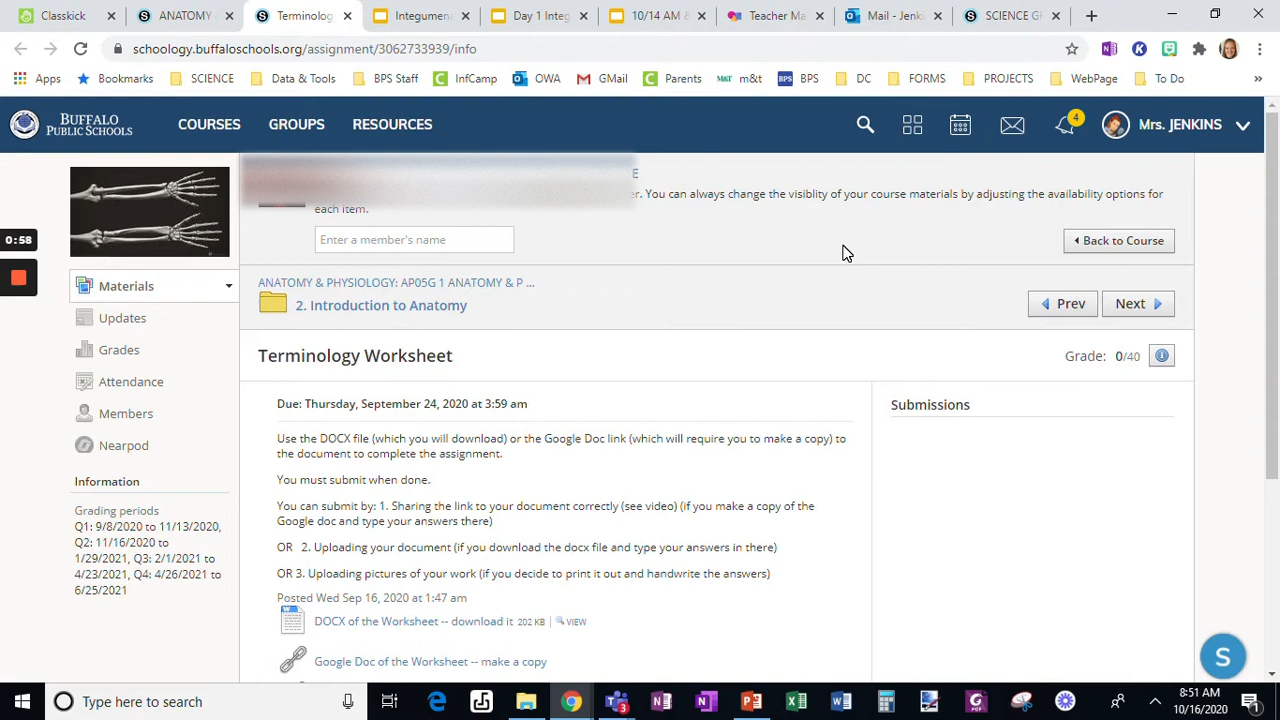 Classkick
ANATOMY
Terminolog
Integumen
Day 1 Integ
10/14 AM &
Teacher Ma
Mail - Jenki
SCIENCE GR
schoology.buffaloschools.org/assignment/3062733939/info
Apps Bookmarks SCIENCE Data & Tools BPS Staff InfCamp OWA GMail Parents m&t BPS DC FORMS PROJECTS WebPage To Do
BUFFALO
PUBLIC SCHOOLS
COURSES GROUPS RESOURCES
4
Mrs. JENKINS
You can always change the visiblity of your course materials by adjusting the availability options for
each item.
Enter a member's name
Back to Course
0:58
Materials
Updates
Grades
Attendance
Members
Nearpod
Information
Grading periods
Q1: 9/8/2020 to 11/13/2020,
Q2: 11/16/2020 to
1/29/2021, Q3: 2/1/2021 to
4/23/2021, Q4: 4/26/2021 to
6/25/2021
ANATOMY & PHYSIOLOGY: AP05G 1 ANATOMY & P ...
2. Introduction to Anatomy
Prev Next
Terminology Worksheet
Grade: 0/40
Due: Thursday, September 24, 2020 at 3:59 am
Use the DOCX file (which you will download) or the Google Doc link (which will require you to make a copy) to
the document to complete the assignment.
You must submit when done.
You can submit by: 1. Sharing the link to your document correctly (see video) (if you make a copy of the
Google doc and type your answers there)
OR 2. Uploading your document (if you download the docx file and type your answers in there)
OR 3. Uploading pictures of your work (if you decide to print it out and handwrite the answers)
Posted Wed Sep 16, 2020 at 1:47 am
DOCX of the Worksheet -- download it 202 KB VIEW
Google Doc of the Worksheet -- make a copy
Submissions
S
Type here to search
3
8:51 AM
10/16/2020
1